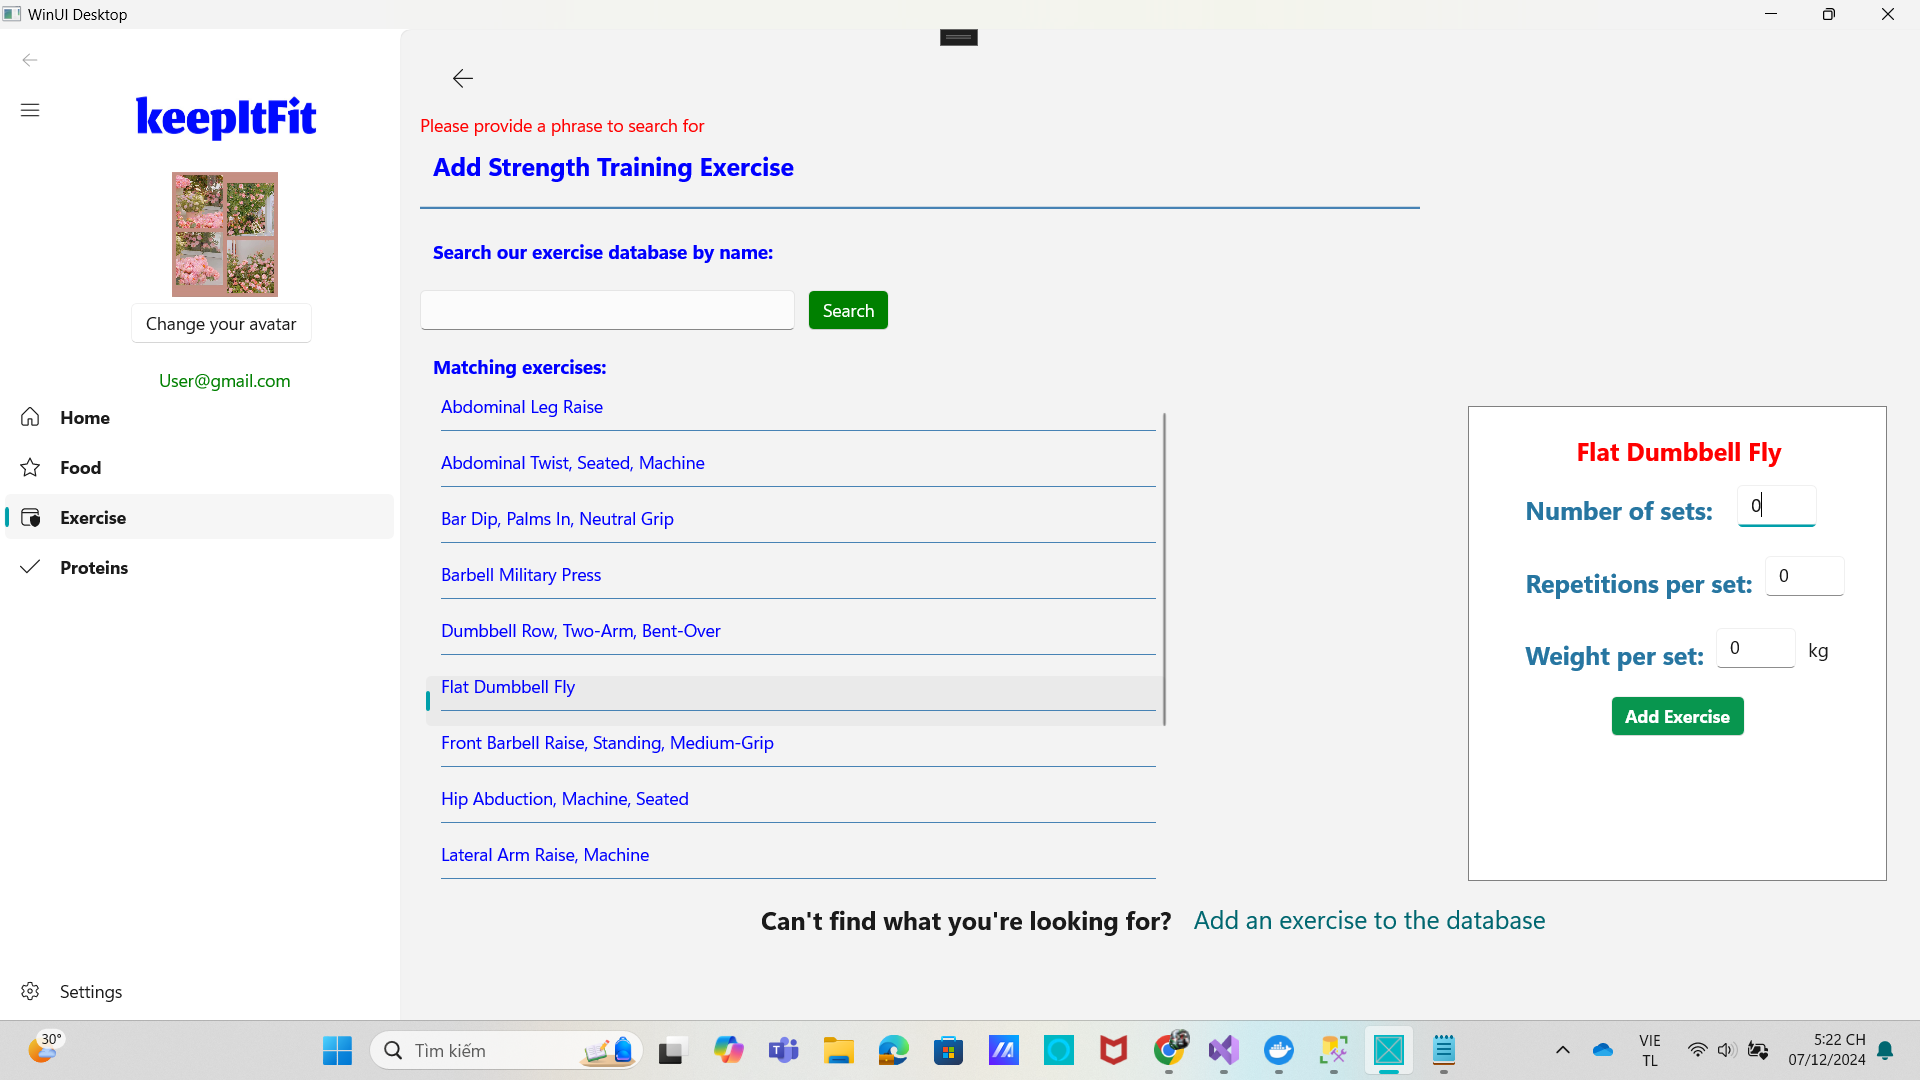 WinUI Desktop
keepItFit
Change your avatar
User@gmail.com
Home
Food
Exercise
Proteins
Settings
Please provide a phrase to search for
Add Strength Training Exercise
Search our exercise database by name:
Search
Matching exercises:
Abdominal Leg Raise
Abdominal Twist, Seated, Machine
Bar Dip, Palms In, Neutral Grip
Barbell Military Press
Dumbbell Row, Two-Arm, Bent-Over
Flat Dumbbell Fly
Front Barbell Raise, Standing, Medium-Grip
Hip Abduction, Machine, Seated
Lateral Arm Raise, Machine
Flat Dumbbell Fly
Number of sets: 0
Repetitions per set: 0
Weight per set: 0 kg
Add Exercise
Can't find what you're looking for? Add an exercise to the database
30°
Tìm kiếm
VIE
TL
5:22 CH
07/12/2024